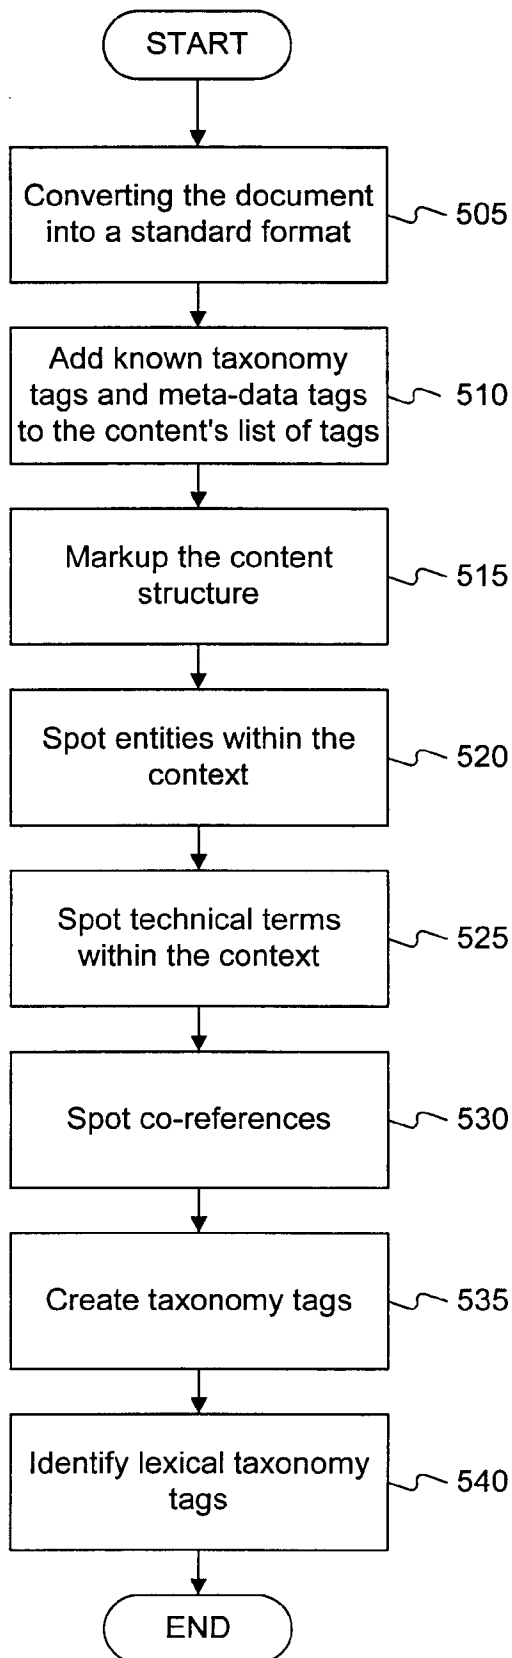 START
Converting the document
into a standard format
505
Add known taxonomy
tags and meta-data tags
to the content's list of tags
510
Markup the content
structure
515
Spot entities within the
context
520
Spot technical terms
within the context
525
Spot co-references
530
Create taxonomy tags
535
Identify lexical taxonomy
tags
540
END